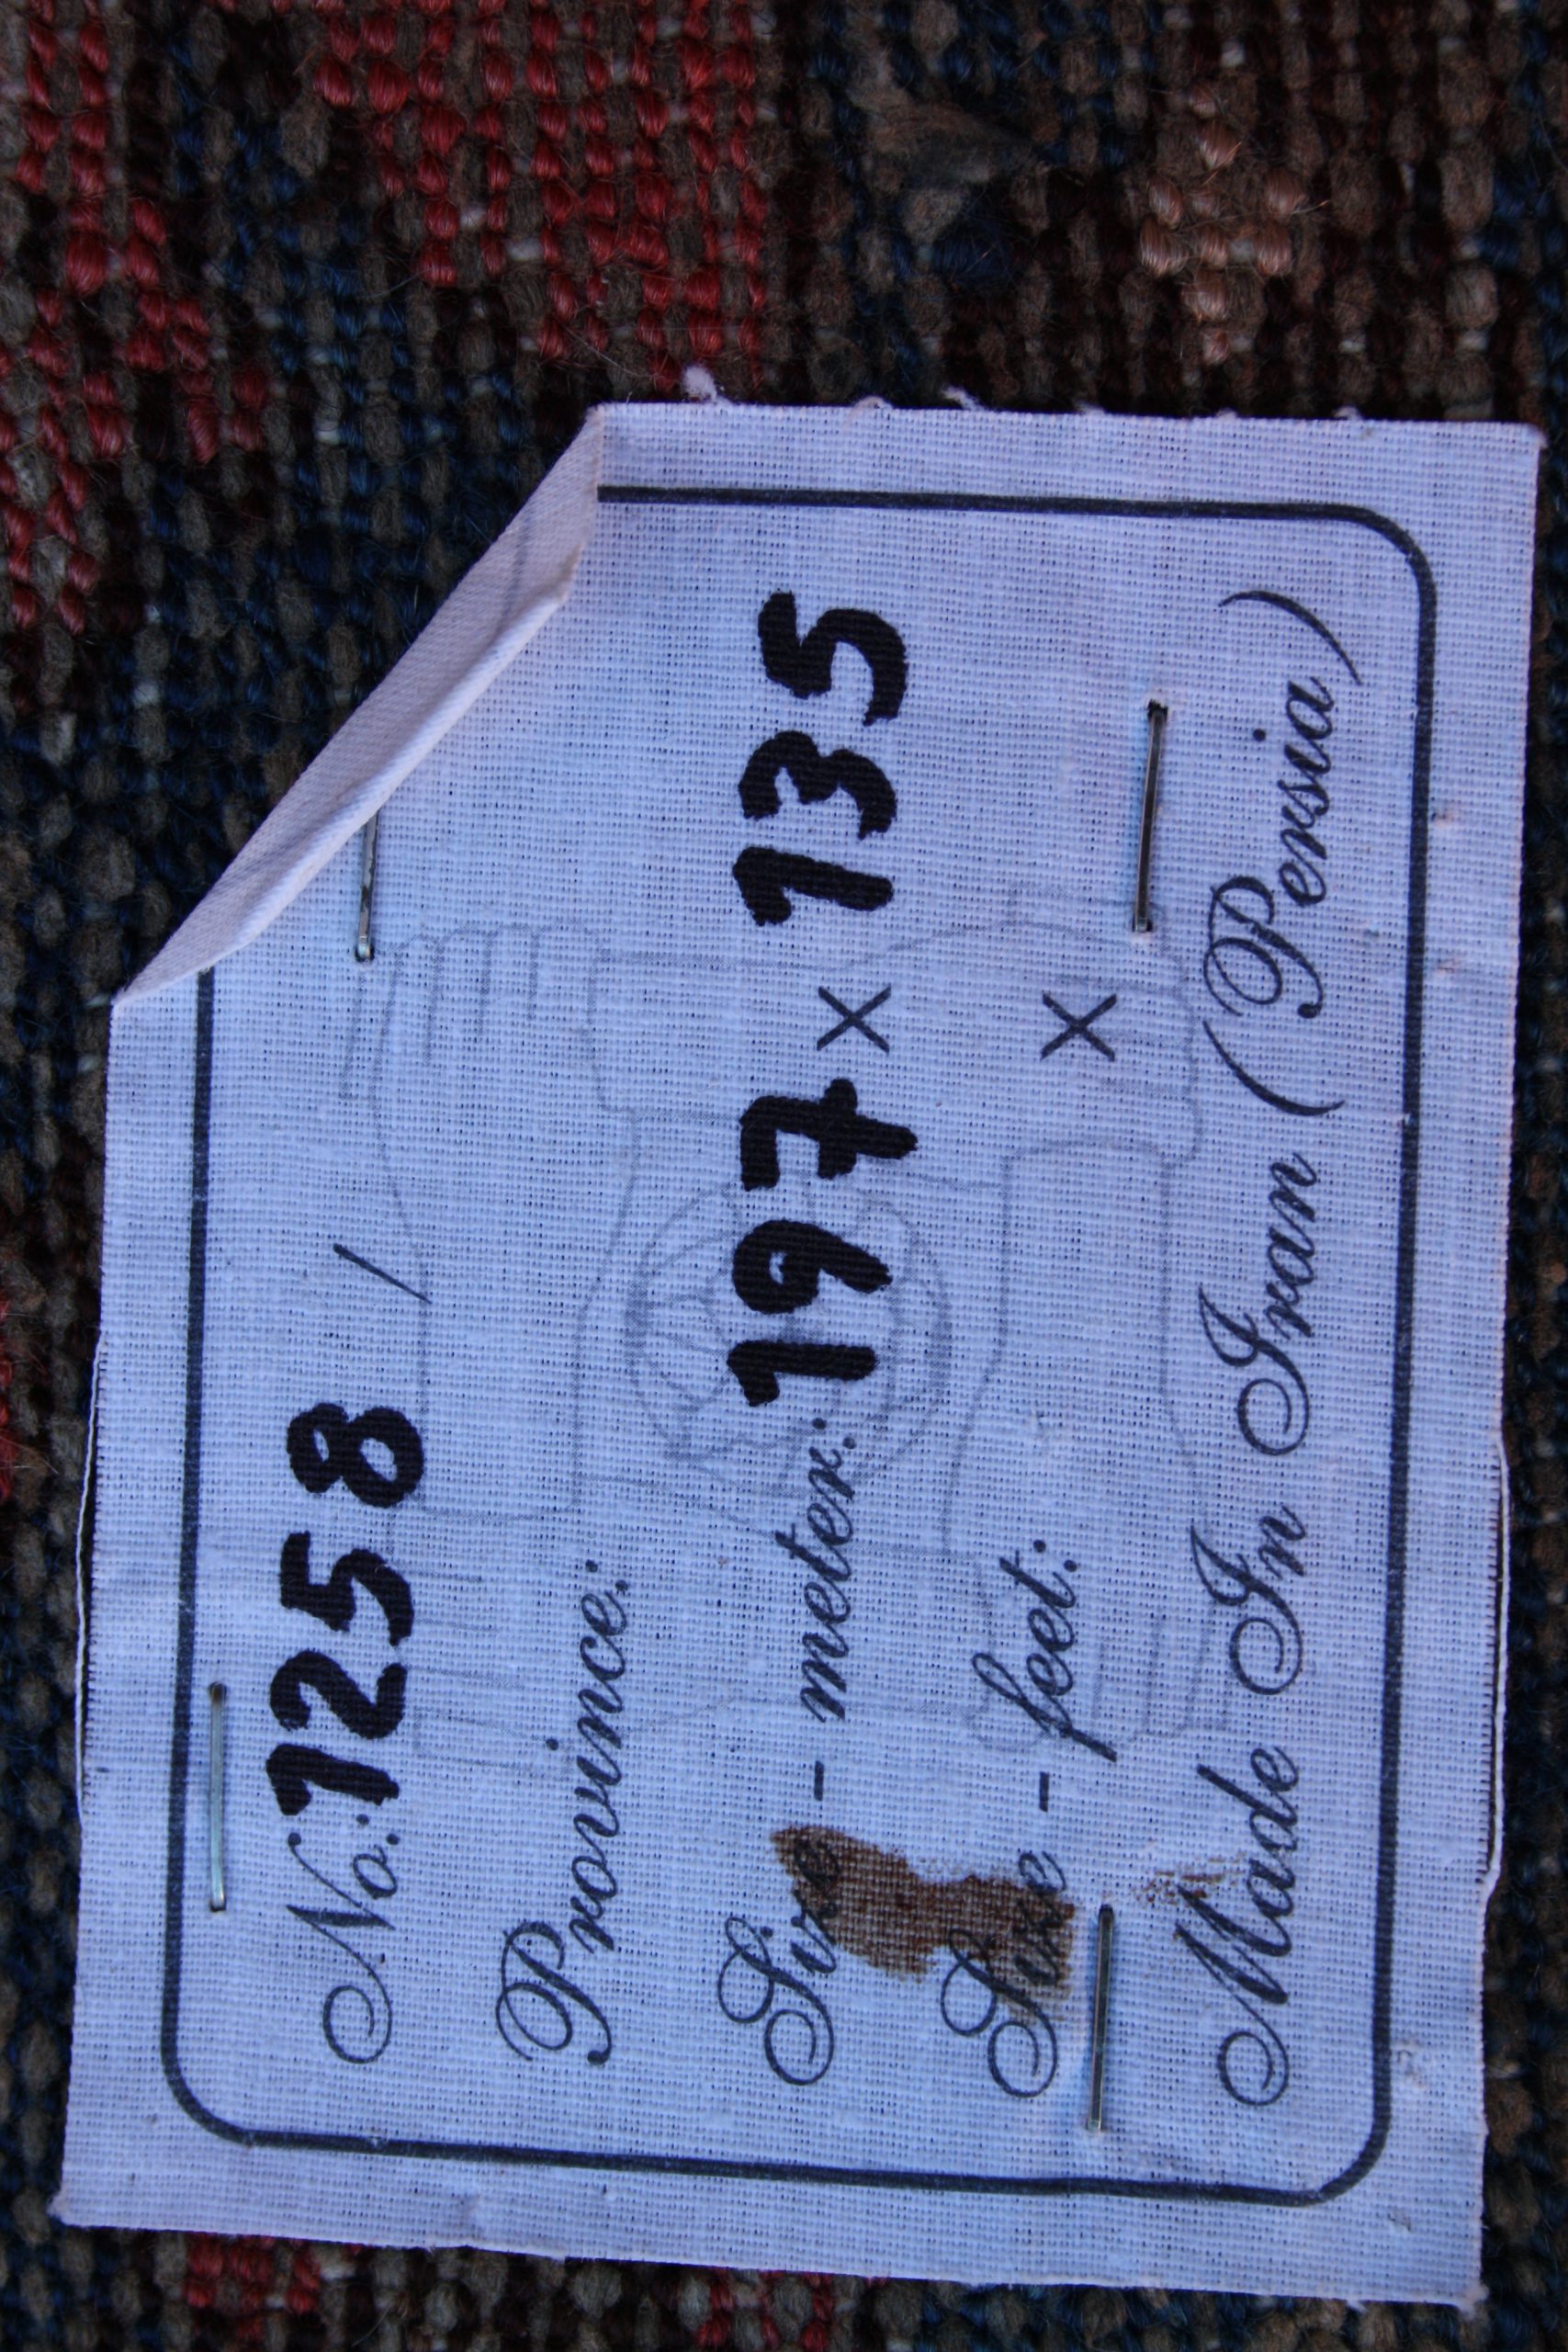 No.: 1258 /
Province:
Size - meter: 197 x 135
Size - feet: x
Made In Iran ( Persia )